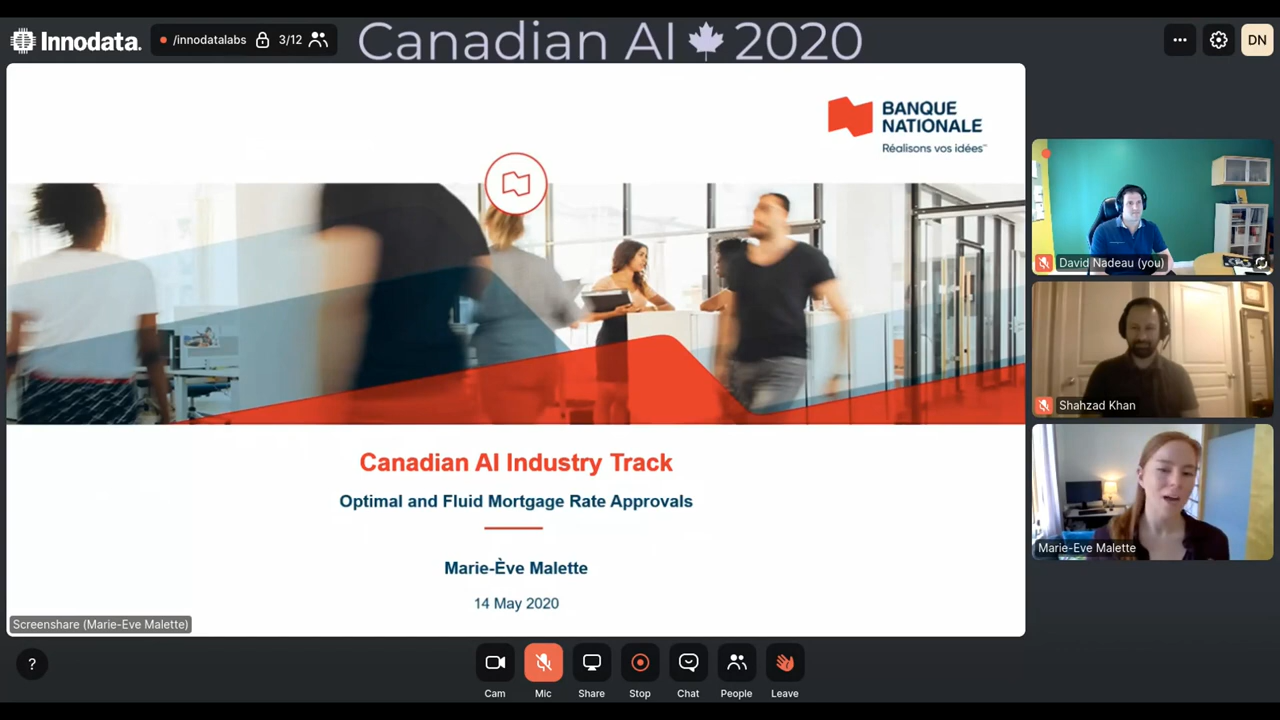 Innodata.
/innodatalabs
3/12
Canadian AI 2020
DN
BANQUE
NATIONALE
Réalisons vos idées™
Canadian AI Industry Track
Optimal and Fluid Mortgage Rate Approvals
Marie-Ève Malette
14 May 2020
Screenshare (Marie-Eve Malette)
David Nadeau (you)
Shahzad Khan
Marie-Eve Malette
?
Cam
Mic
Share
Stop
Chat
People
Leave